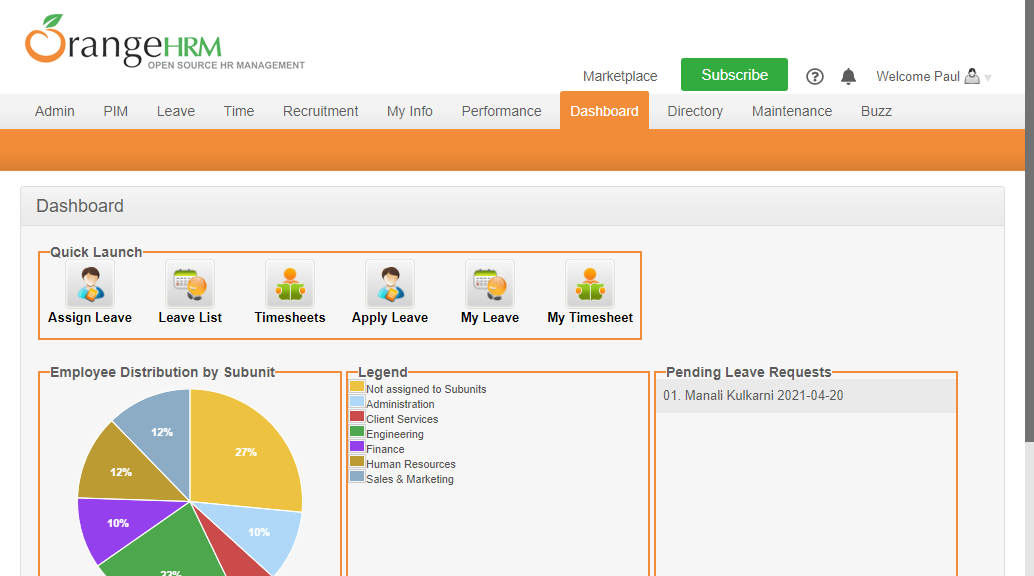 OrangeHRM
OPEN SOURCE HR MANAGEMENT
Marketplace Subscribe ? Welcome Paul
Admin PIM Leave Time Recruitment My Info Performance Dashboard Directory Maintenance Buzz
Dashboard
Quick Launch
Assign Leave Leave List Timesheets Apply Leave My Leave My Timesheet
Employee Distribution by Subunit
12%
27%
12%
10%
10%
22%
Legend
Not assigned to Subunits
Administration
Client Services
Engineering
Finance
Human Resources
Sales & Marketing
Pending Leave Requests
01. Manali Kulkarni 2021-04-20